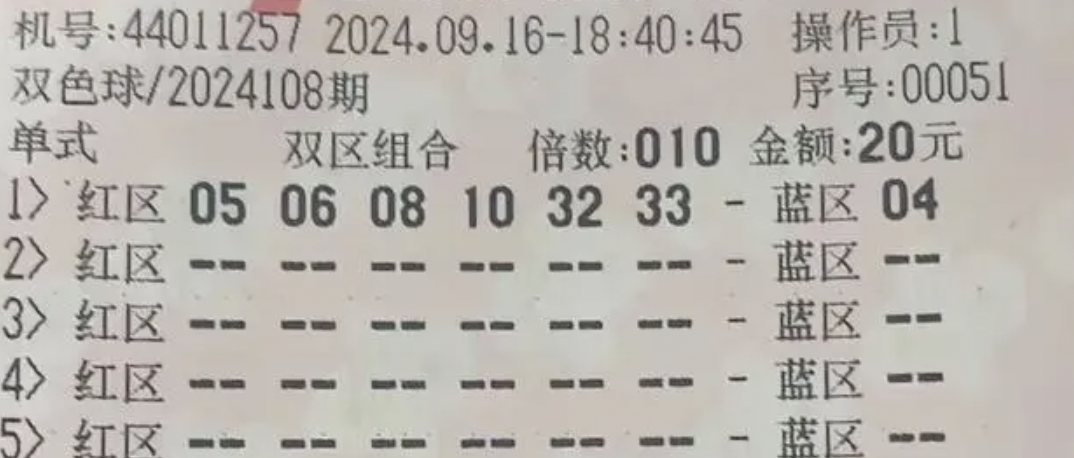 机号:44011257 2024.09.16-18:40:45 操作员:1
双色球/2024108期 序号:00051
单式 双区组合 倍数:010 金额:20元
1> 红区 05 06 08 10 32 33 - 蓝区 04
2> 红区 -- -- -- -- -- -- - 蓝区 --
3> 红区 -- -- -- -- -- -- - 蓝区 --
4> 红区 -- -- -- -- -- -- - 蓝区 --
5> 红区 -- -- -- -- -- -- - 蓝区 --